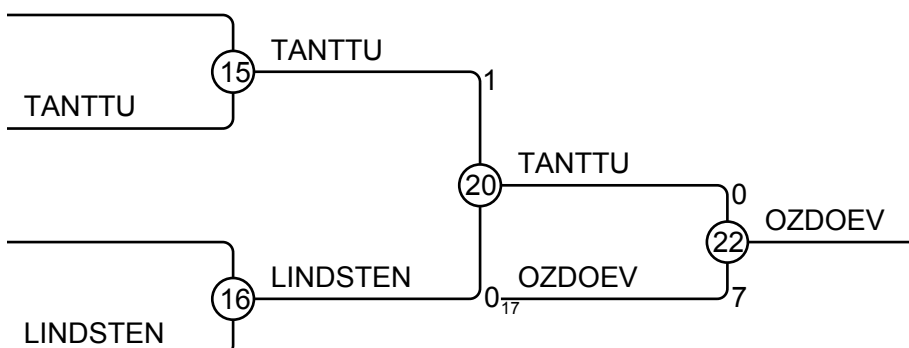 TANTTU
15
1
TANTTU
TANTTU
20
0
OZDOEV
22
LINDSTEN
OZDOEV
16
0
17
7
LINDSTEN